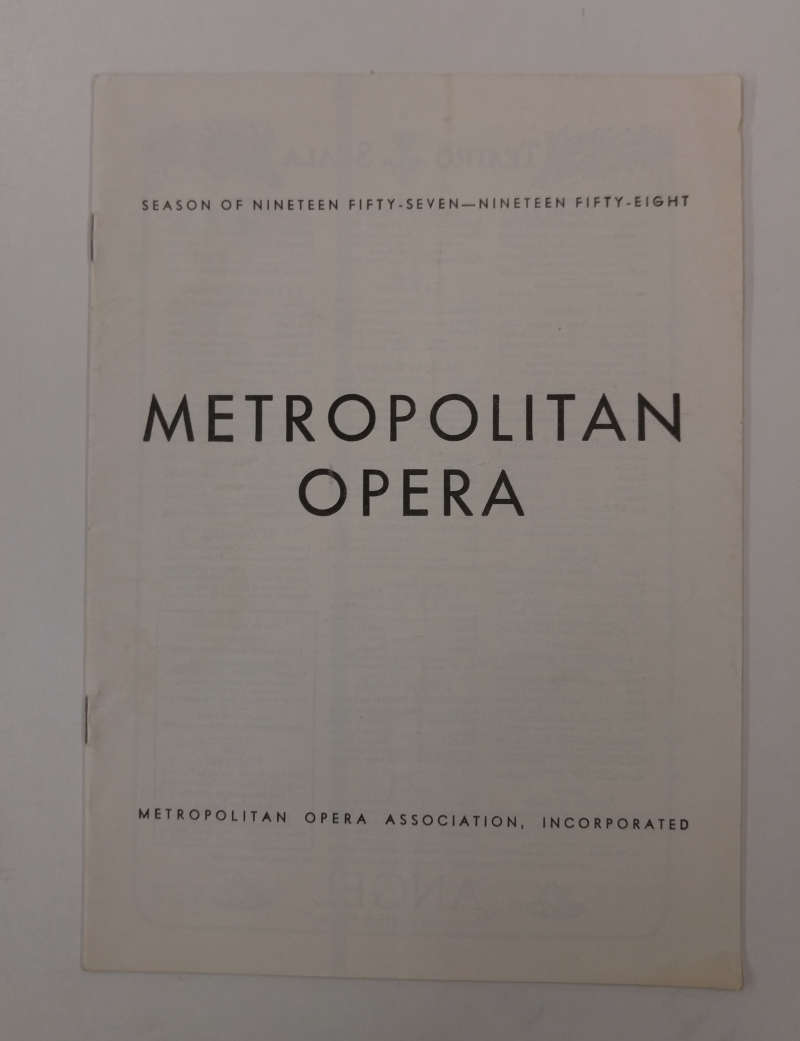 SEASON OF NINETEEN FIFTY-SEVEN—NINETEEN FIFTY-EIGHT
METROPOLITAN
OPERA
METROPOLITAN OPERA ASSOCIATION, INCORPORATED